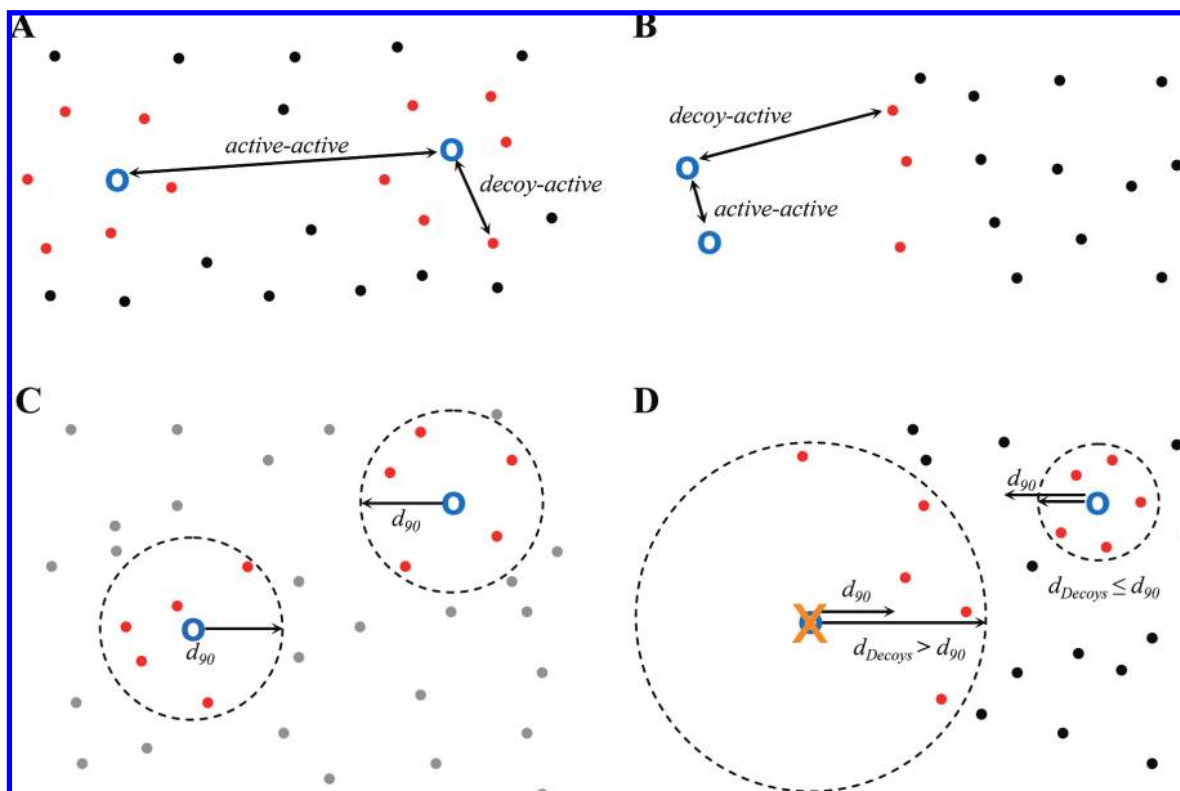 A
active-active
decoy-active
B
decoy-active
active-active
C
d90
d90
D
d90
dDecoys ≤ d90
d90
dDecoys > d90